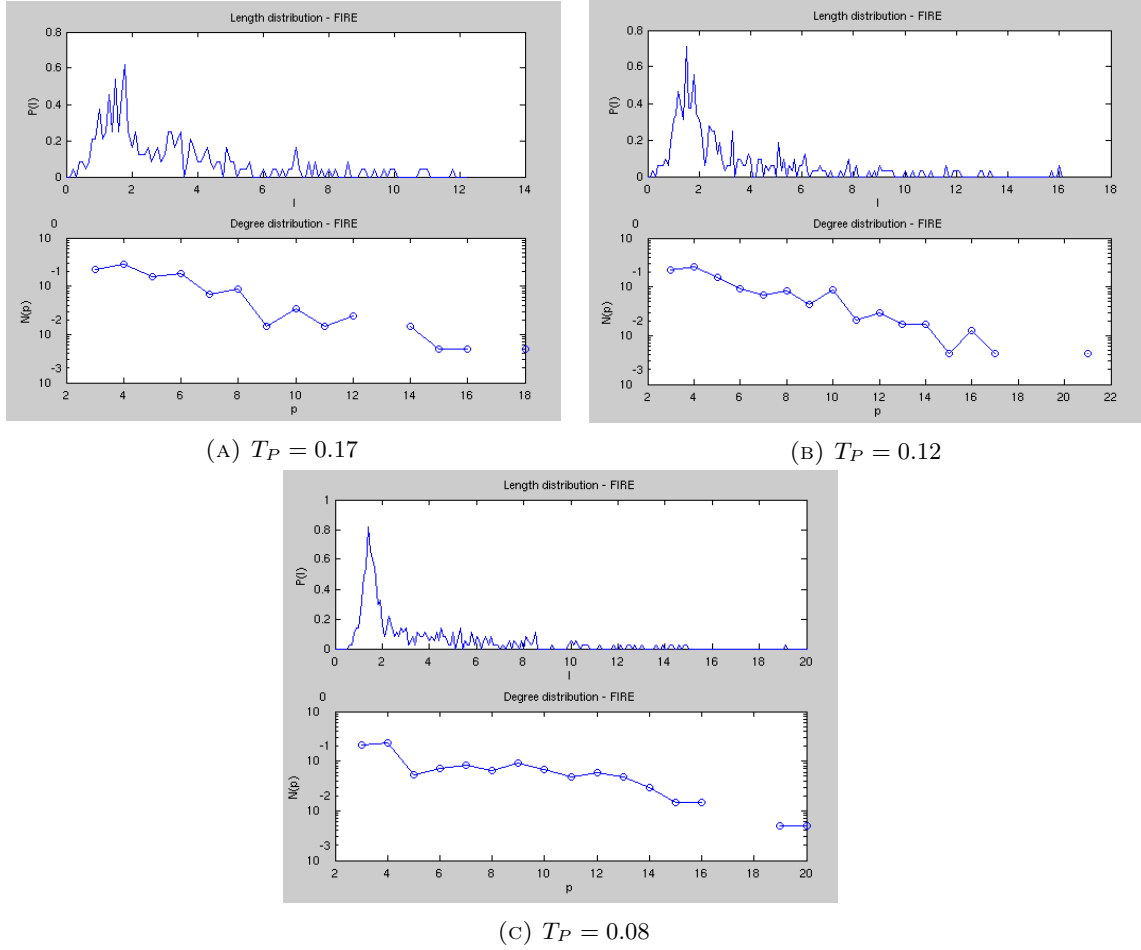 Length distribution - FIRE
0.8
0.6
0.4
0.2
0
P(l)
0 2 4 6 8 10 12 14
l
Degree distribution - FIRE
0
10
-1
10
-2
10
-3
10
N(p)
2 4 6 8 10 12 14 16 18
p
(A) T_P = 0.17
Length distribution - FIRE
0.8
0.6
0.4
0.2
0
P(l)
0 2 4 6 8 10 12 14 16 18
l
Degree distribution - FIRE
0
10
-1
10
-2
10
-3
10
N(p)
2 4 6 8 10 12 14 16 18 20 22
p
(B) T_P = 0.12
Length distribution - FIRE
1
0.8
0.6
0.4
0.2
0
P(l)
0 2 4 6 8 10 12 14 16 18 20
l
Degree distribution - FIRE
0
10
-1
10
-2
10
-3
10
N(p)
2 4 6 8 10 12 14 16 18 20
p
(C) T_P = 0.08